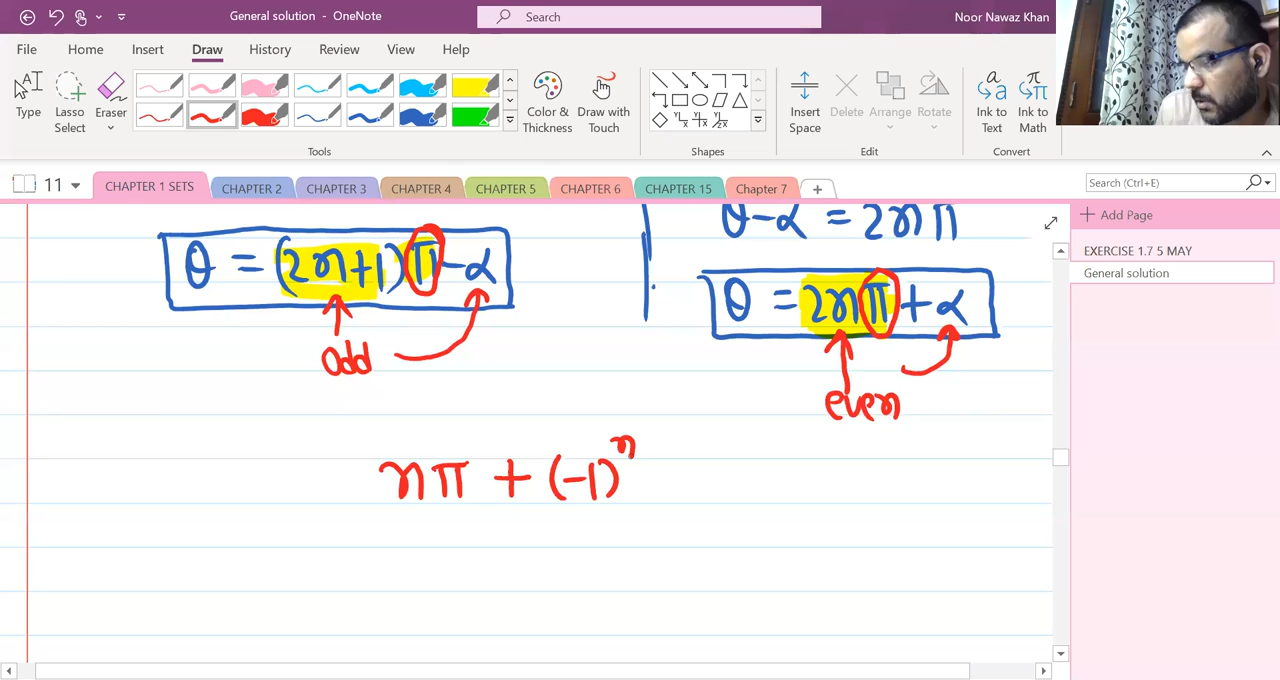 General solution - OneNote
Search
Noor Nawaz Khan
File Home Insert Draw History Review View Help
Type
Lasso Select
Eraser
Color & Thickness
Draw with Touch
Insert Space
Delete
Arrange
Rotate
Ink to Text
Ink to Math
Tools
Shapes
Edit
Convert
11
CHAPTER 1 SETS
CHAPTER 2
CHAPTER 3
CHAPTER 4
CHAPTER 5
CHAPTER 6
CHAPTER 15
Chapter 7
Search (Ctrl+E)
Add Page
EXERCISE 1.7 5 MAY
General solution
θ = (2n+1)π-α
odd
θ-α = 2nπ
θ = 2nπ+α
even
nπ + (-1)ⁿ